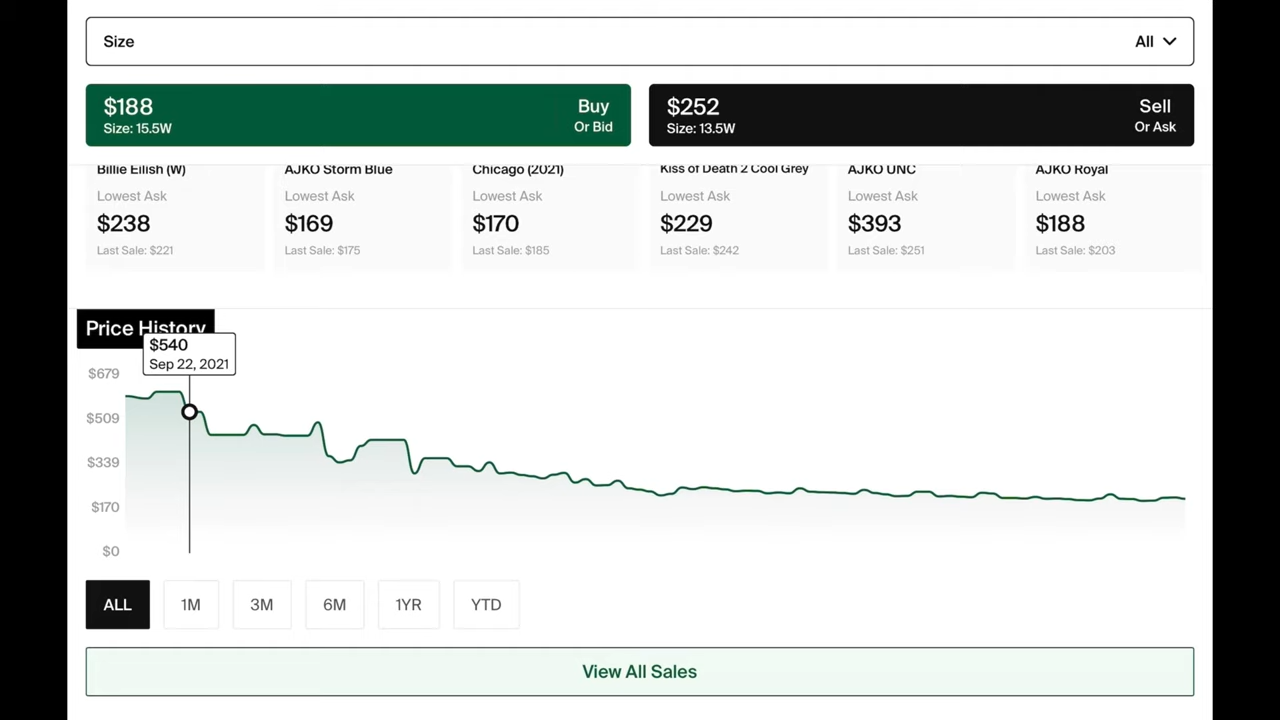 Size
All
$188
Size: 15.5W
Buy
Or Bid
$252
Size: 13.5W
Sell
Or Ask
Billie Eilish (W)
Lowest Ask
$238
Last Sale: $221
AJKO Storm Blue
Lowest Ask
$169
Last Sale: $175
Chicago (2021)
Lowest Ask
$170
Last Sale: $185
Kiss of Death 2 Cool Grey
Lowest Ask
$229
Last Sale: $242
AJKO UNC
Lowest Ask
$393
Last Sale: $251
AJKO Royal
Lowest Ask
$188
Last Sale: $203
Price History
$540
Sep 22, 2021
$679
$509
$339
$170
$0
ALL
1M
3M
6M
1YR
YTD
View All Sales